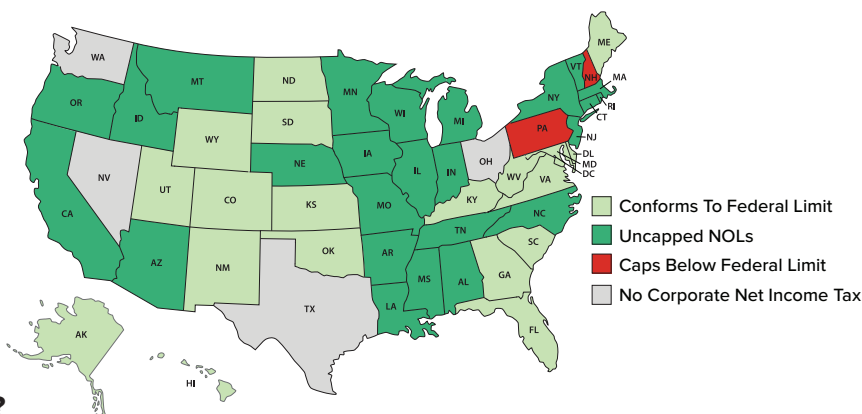 ME
WA
ND
MT
VT
NH
MN
MA
OR
NY
ID
SD
WI
RI
MI
CT
WY
PA
NJ
IA
NE
OH
DL
NV
IL
IN
MD
DC
UT
WV
VA
CO
KY
KS
MO
CA
NC
TN
OK
AR
SC
AZ
NM
MS
AL
GA
LA
TX
FL
AK
HI
Conforms To Federal Limit
Uncapped NOLs
Caps Below Federal Limit
No Corporate Net Income Tax